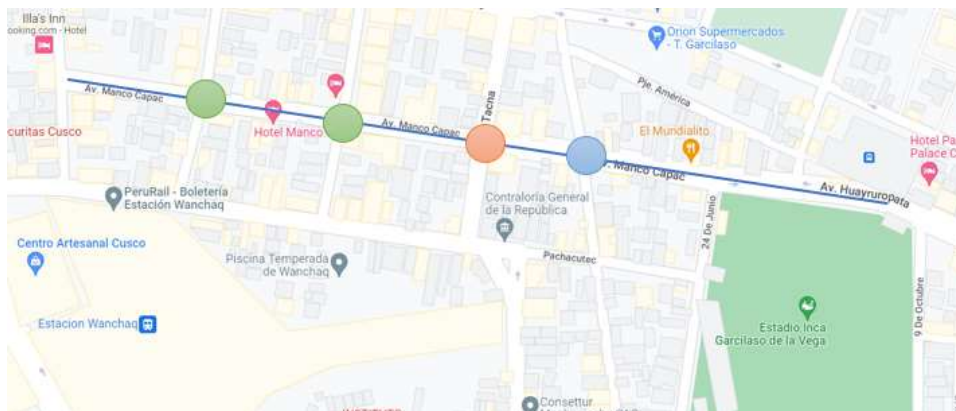 Illa's Inn
ooking.com - Hotel
Orion Supermercados
- T. Garcilaso
Av. Manco Capac
Pje. América
Tacna
ecuritas Cusco
Hotel Manco
Av. Manco Capac
El Mundialito
Hotel Pa
Palace C
. Manco Capac
Av. Huayruropata
PeruRail - Boletería
Estación Wanchaq
Contraloría General
de la República
24 De Junio
Centro Artesanal Cusco
Piscina Temperada
de Wanchaq
Pachacutec
Estacion Wanchaq
Estadio Inca
Garcilaso de la Vega
9 De Octubre
Consettur